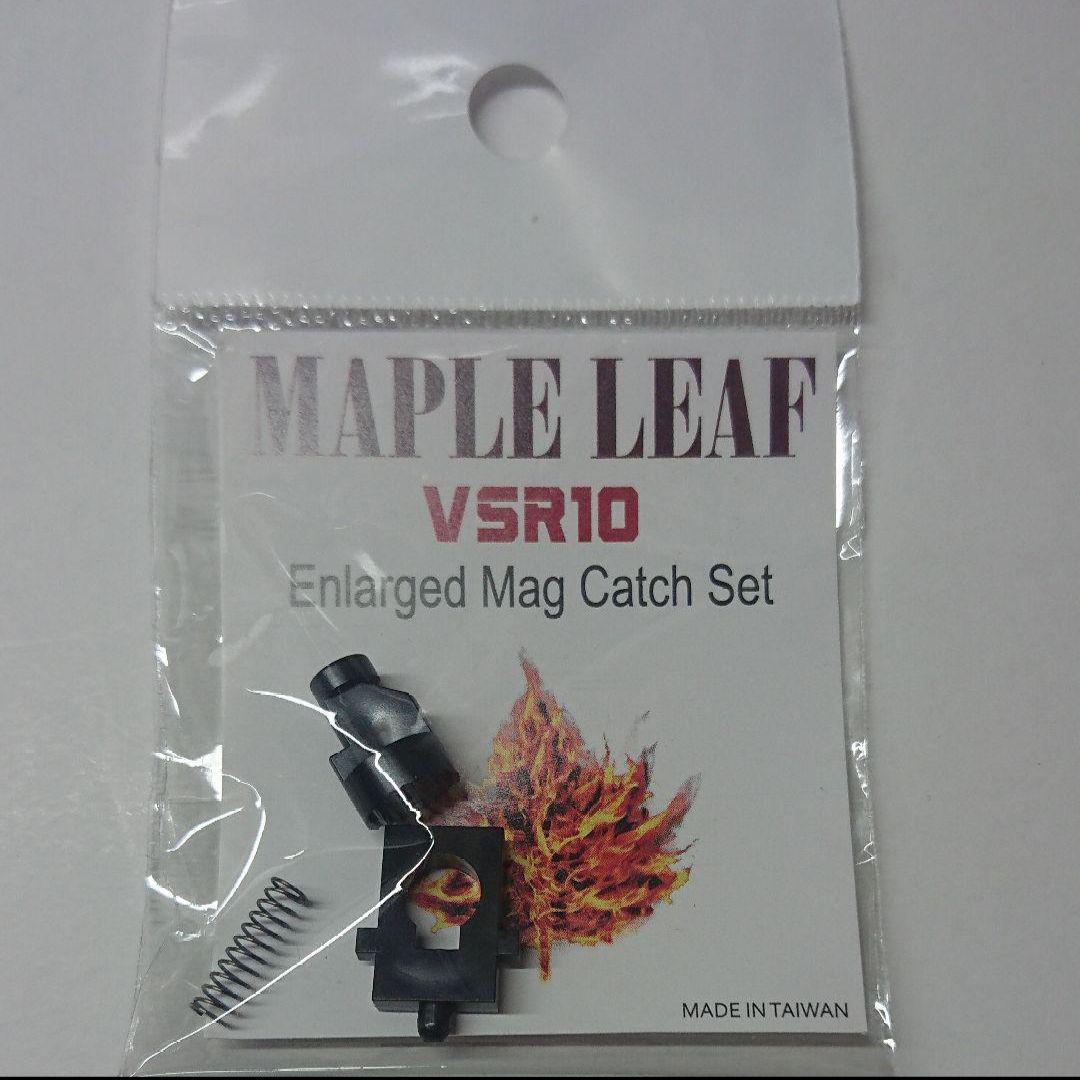 MAPLE LEAF
VSR10
Enlarged Mag Catch Set
MADE IN TAIWAN